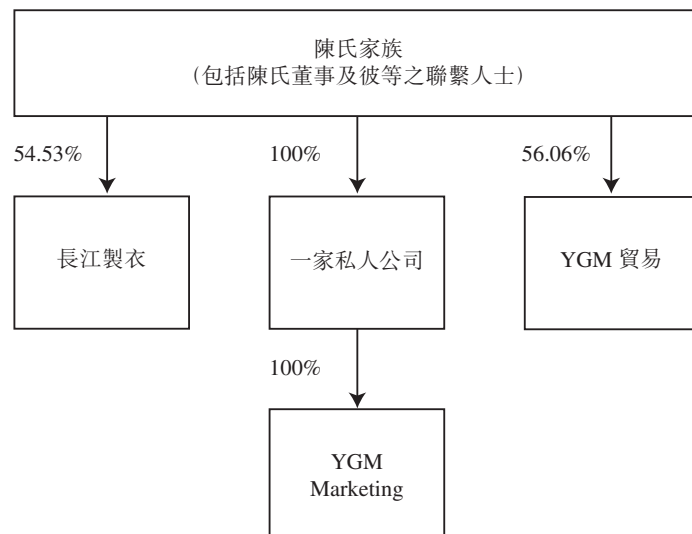 陳氏家族
(包括陳氏董事及彼等之聯繫人士)
54.53%
100%
56.06%
長江製衣
一家私人公司
YGM 貿易
100%
YGM
Marketing